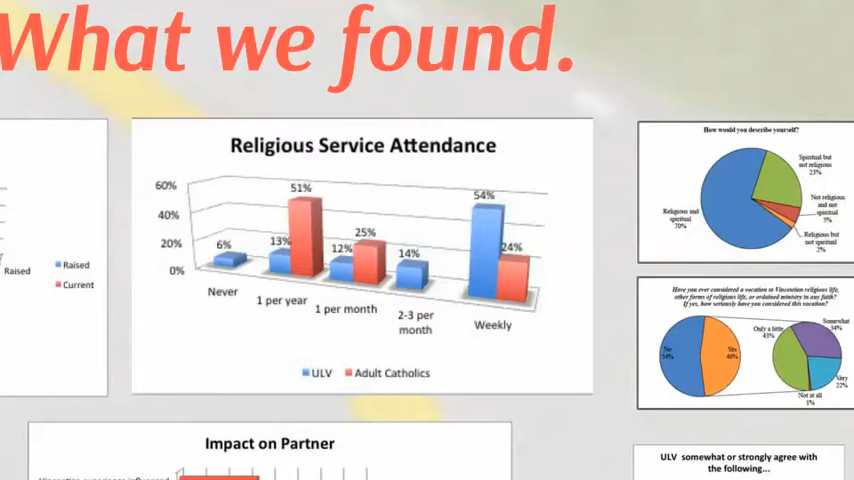 What we found.
Religious Service Attendance
60%
40%
20%
0%
6%
13%
51%
12%
25%
14%
54%
24%
Never
1 per year
1 per month
2-3 per
month
Weekly
ULV
Adult Catholics
Raised
Raised
Current
How would you describe yourself?
Spiritual but
not religious
23%
Not religious
and not
spiritual
5%
Religious but
not spiritual
2%
Religious and
spiritual
70%
Have you ever considered a vocation to Vincentian religious life,
other forms of religious life, or ordained ministry in any faith?
If yes, how seriously have you considered this vocation?
No
54%
Yes
46%
Only a little
43%
Somewhat
34%
Very
22%
Not at all
1%
Impact on Partner
ULV somewhat or strongly agree with
the following...